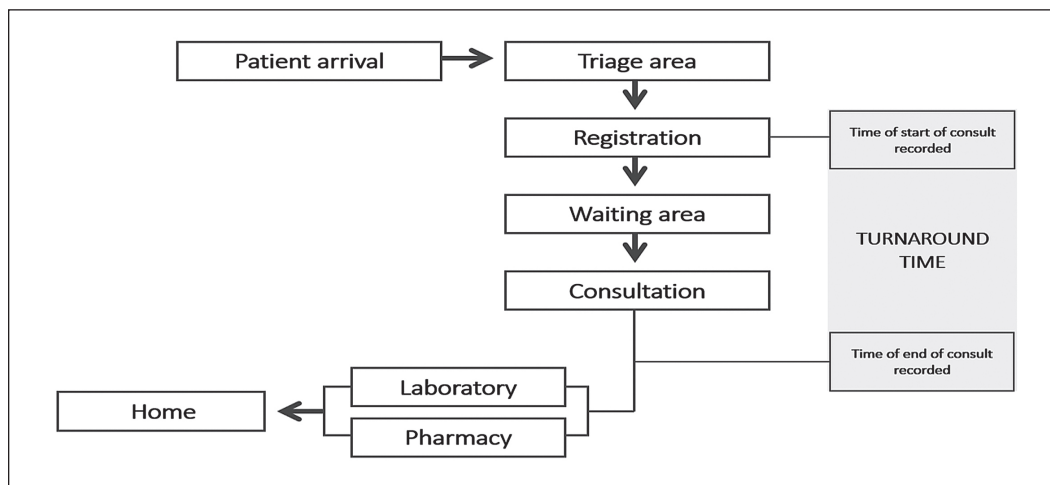 Patient arrival
Triage area
Registration
Time of start of consult
recorded
Waiting area
TURNAROUND
TIME
Consultation
Time of end of consult
recorded
Laboratory
Home
Pharmacy